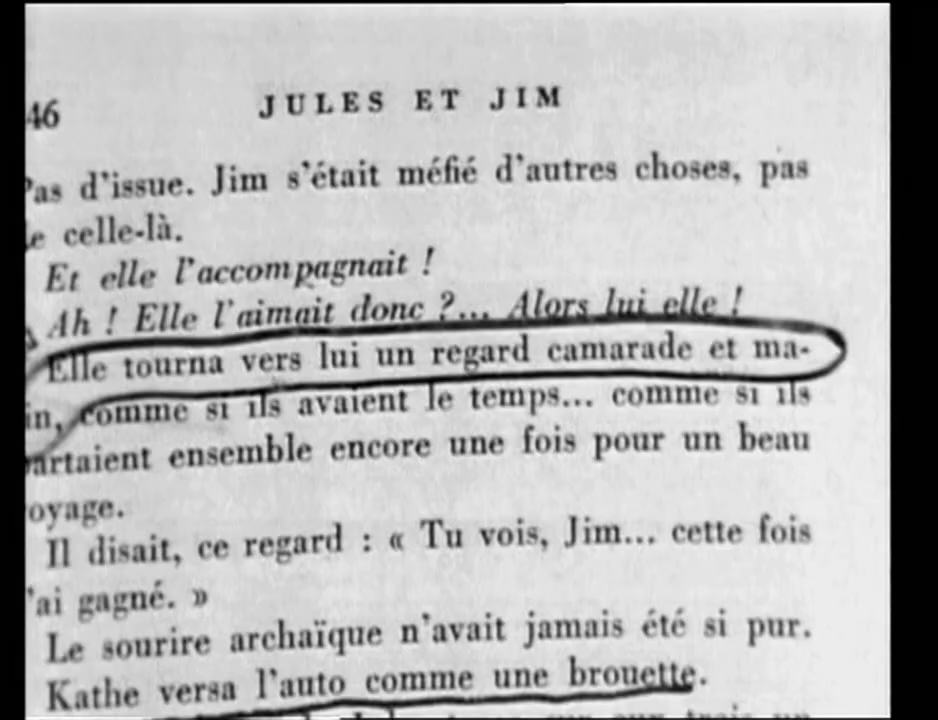 46 JULES ET JIM
Pas d'issue. Jim s'était méfié d'autres choses, pas
de celle-là.
Et elle l'accompagnait !
Ah ! Elle l'aimait donc ?... Alors lui elle !
Elle tourna vers lui un regard camarade et ma-
in, comme si ils avaient le temps... comme si ils
artaient ensemble encore une fois pour un beau
oyage.
Il disait, ce regard : « Tu vois, Jim... cette fois
'ai gagné. »
Le sourire archaïque n'avait jamais été si pur.
Kathe versa l'auto comme une brouette.